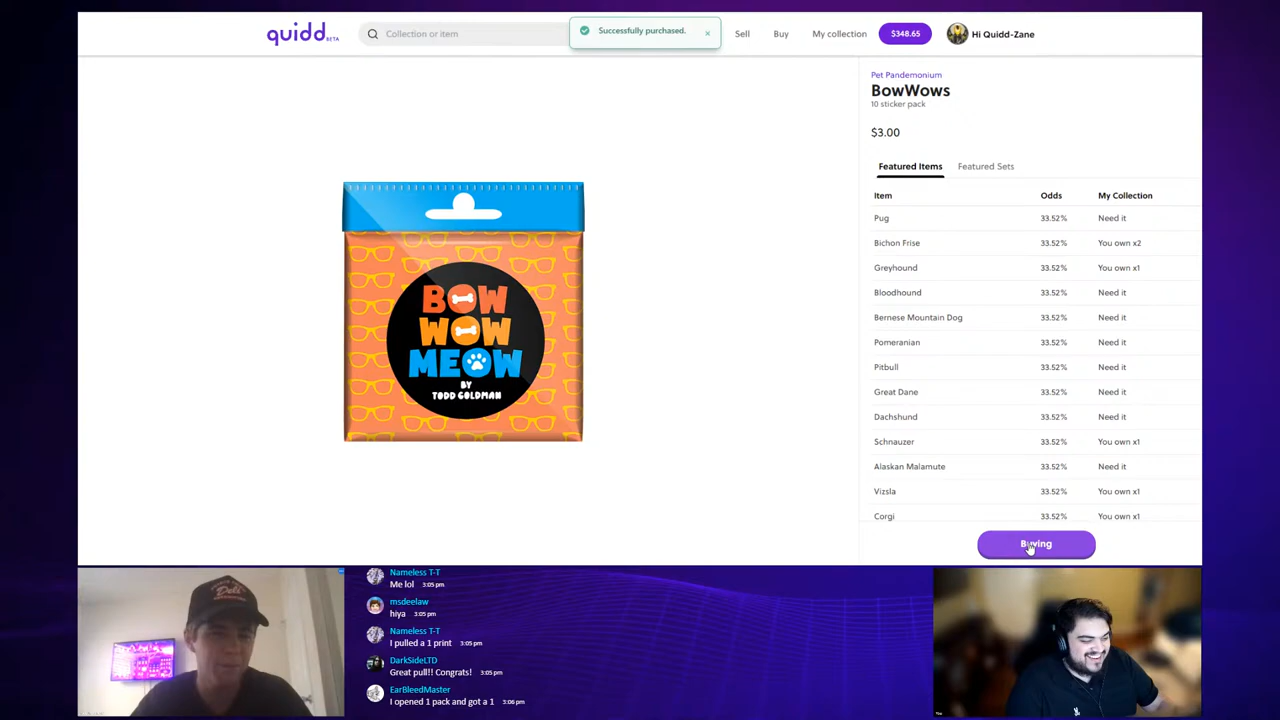 quidd BETA
Collection or item
Successfully purchased.
×
Sell
Buy
My collection
$348.65
Hi Quidd-Zane
Pet Pandemonium
BowWows
10 sticker pack
$3.00
Featured Items
Featured Sets
Item Odds My Collection
Pug 33.52% Need it
Bichon Frise 33.52% You own x2
Greyhound 33.52% You own x1
Bloodhound 33.52% Need it
Bernese Mountain Dog 33.52% Need it
Pomeranian 33.52% Need it
Pitbull 33.52% Need it
Great Dane 33.52% Need it
Dachshund 33.52% Need it
Schnauzer 33.52% You own x1
Alaskan Malamute 33.52% Need it
Vizsla 33.52% You own x1
Corgi 33.52% You own x1
Buying
BOW
WOW
MEOW
BY
TODD GOLDMAN
Nameless T-T
Me lol 3:05 pm
msdeelaw
hiya 3:05 pm
Nameless T-T
I pulled a 1 print 3:05 pm
DarkSideLTD
Great pull!! Congrats! 3:05 pm
EarBleedMaster
I opened 1 pack and got a 1 3:06 pm